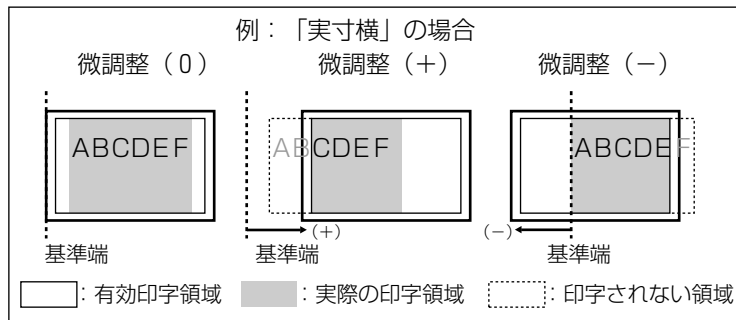 例：「実寸横」の場合
微調整（0） 微調整（＋） 微調整（－）
ABCDEF ABCDEF ABCDEF
（＋） （－）
基準端 基準端 基準端
：有効印字領域 ：実際の印字領域 ：印字されない領域